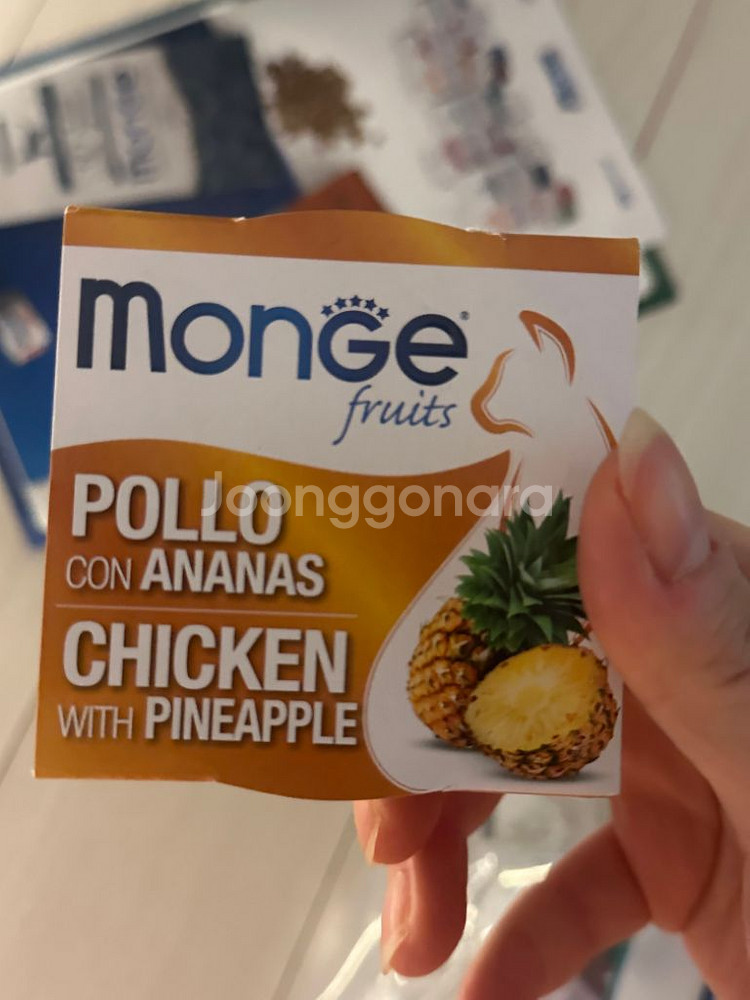 monGe®
fruits
POLLO
CON ANANAS
CHICKEN
WITH PINEAPPLE
Joonggonara